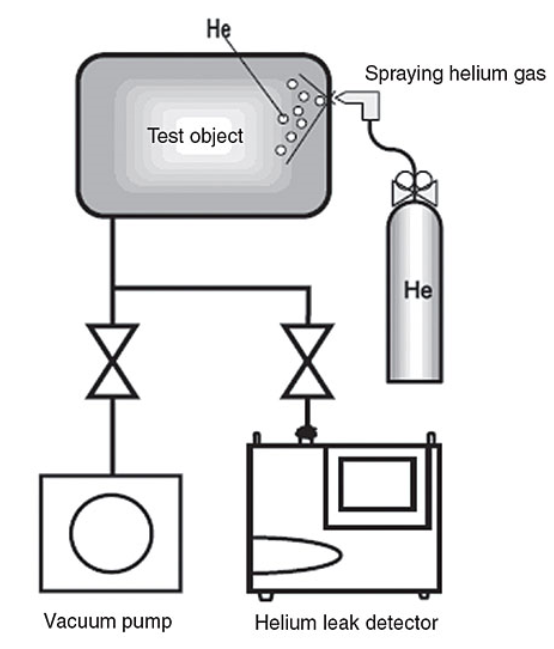 He
Spraying helium gas
Test object
He
Vacuum pump
Helium leak detector